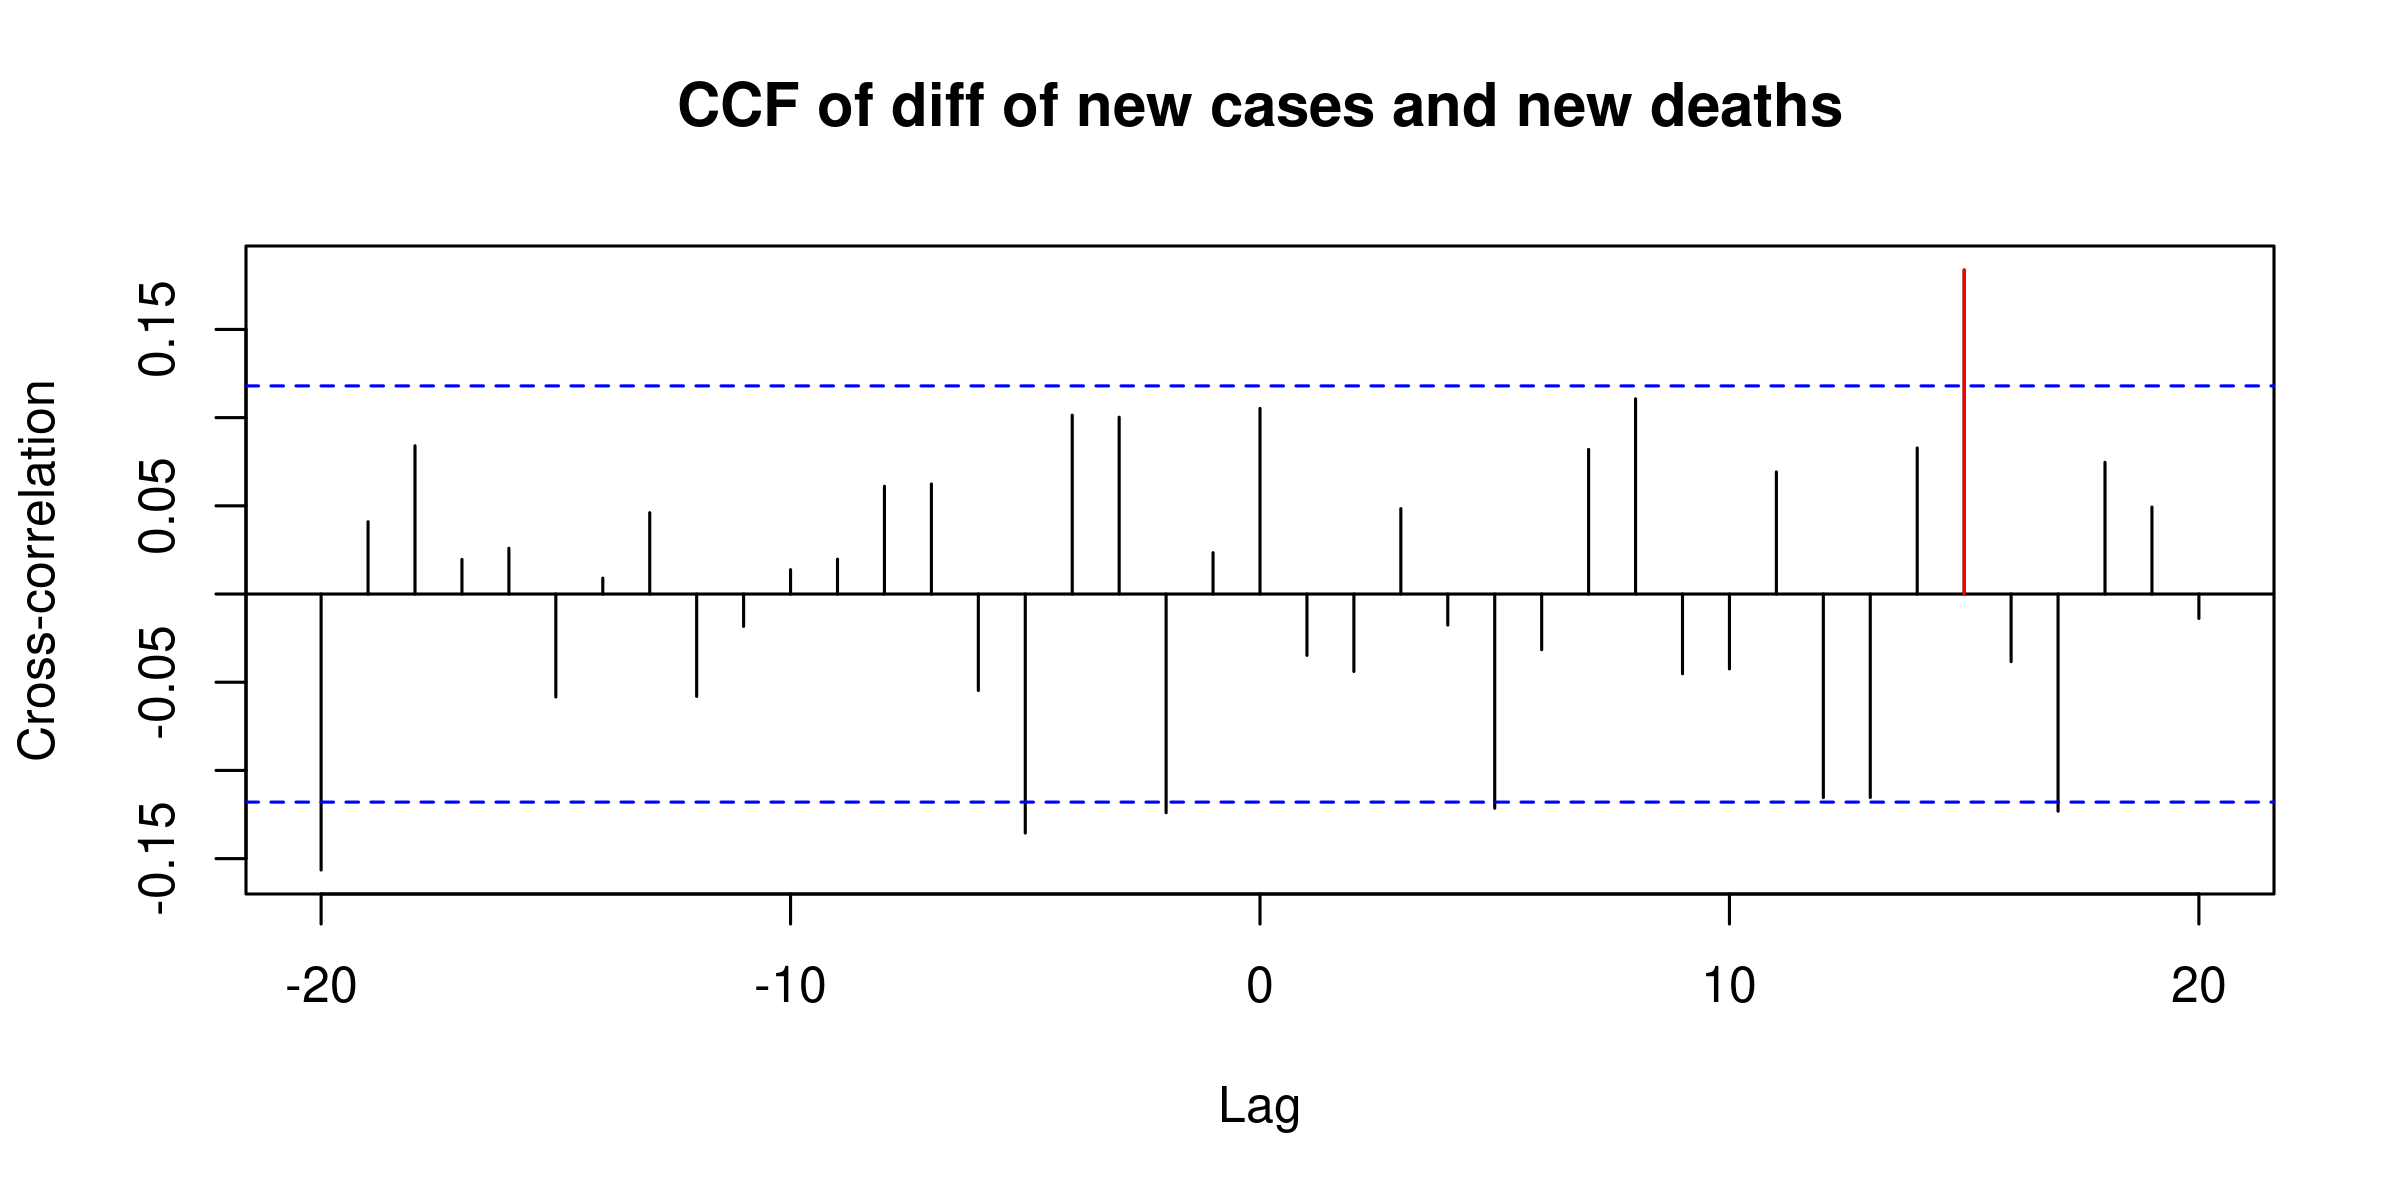 CCF of diff of new cases and new deaths
Cross-correlation
0.15
0.05
-0.05
-0.15
-20 -10 0 10 20
Lag